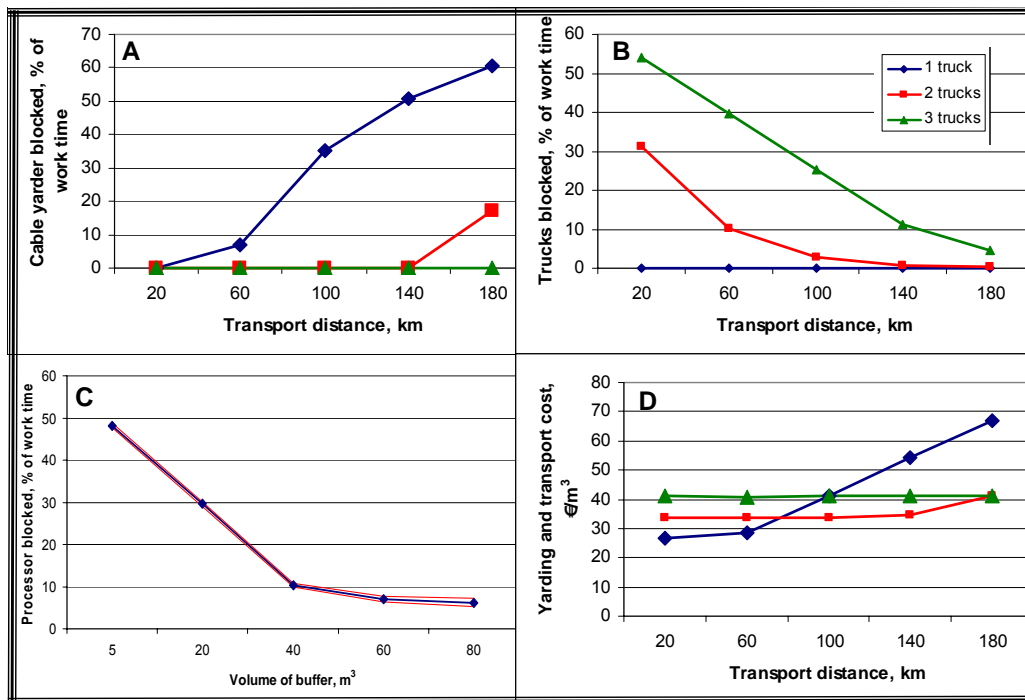 A
Cable yarder blocked, % of
work time
70
60
50
40
30
20
10
0
20 60 100 140 180
Transport distance, km
B
Trucks blocked, % of work time
60
50
40
30
20
10
0
20 60 100 140 180
Transport distance, km
1 truck
2 trucks
3 trucks
C
Processor blocked, % of work time
60
50
40
30
20
10
0
5 20 40 60 80
Volume of buffer, m³
D
Yarding and transport cost,
€/m³
80
70
60
50
40
30
20
10
0
20 60 100 140 180
Transport distance, km